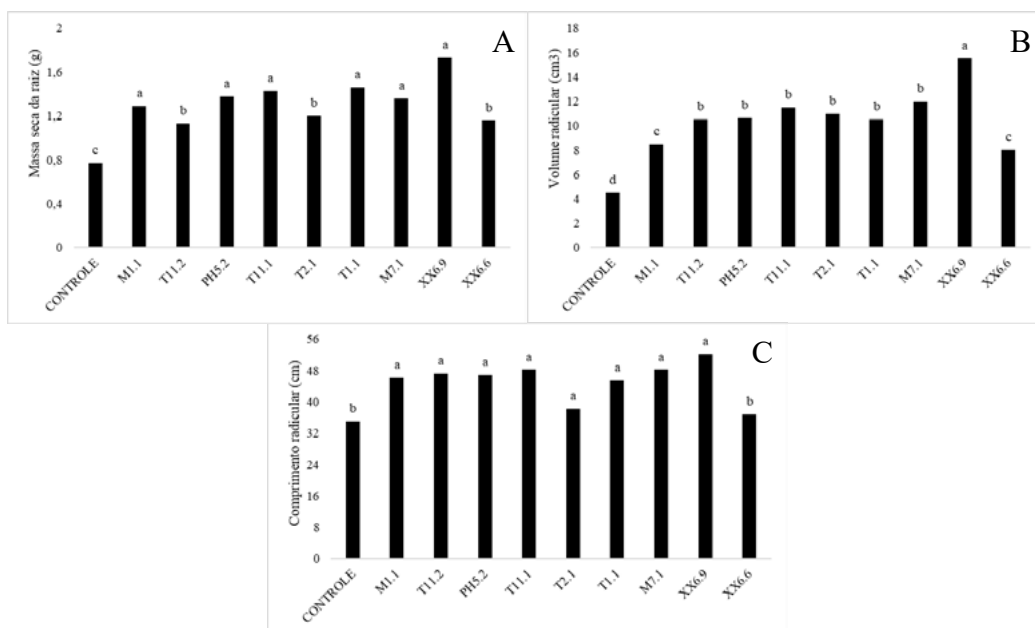 A
Massa seca da raiz (g)
2
1,6
1,2
0,8
0,4
0
c
a
b
a
a
b
a
a
a
b
CONTROLE
M1.1
T11.2
PH5.2
T11.1
T2.1
T1.1
M7.1
XX6.9
XX6.6
B
Volume radicular (cm3)
18
16
14
12
10
8
6
4
2
0
d
c
b
b
b
b
b
b
a
c
CONTROLE
M1.1
T11.2
PH5.2
T11.1
T2.1
T1.1
M7.1
XX6.9
XX6.6
C
Comprimento radicular (cm)
56
48
40
32
24
16
8
0
b
a
a
a
a
a
a
a
a
b
CONTROLE
M1.1
T11.2
PH5.2
T11.1
T2.1
T1.1
M7.1
XX6.9
XX6.6